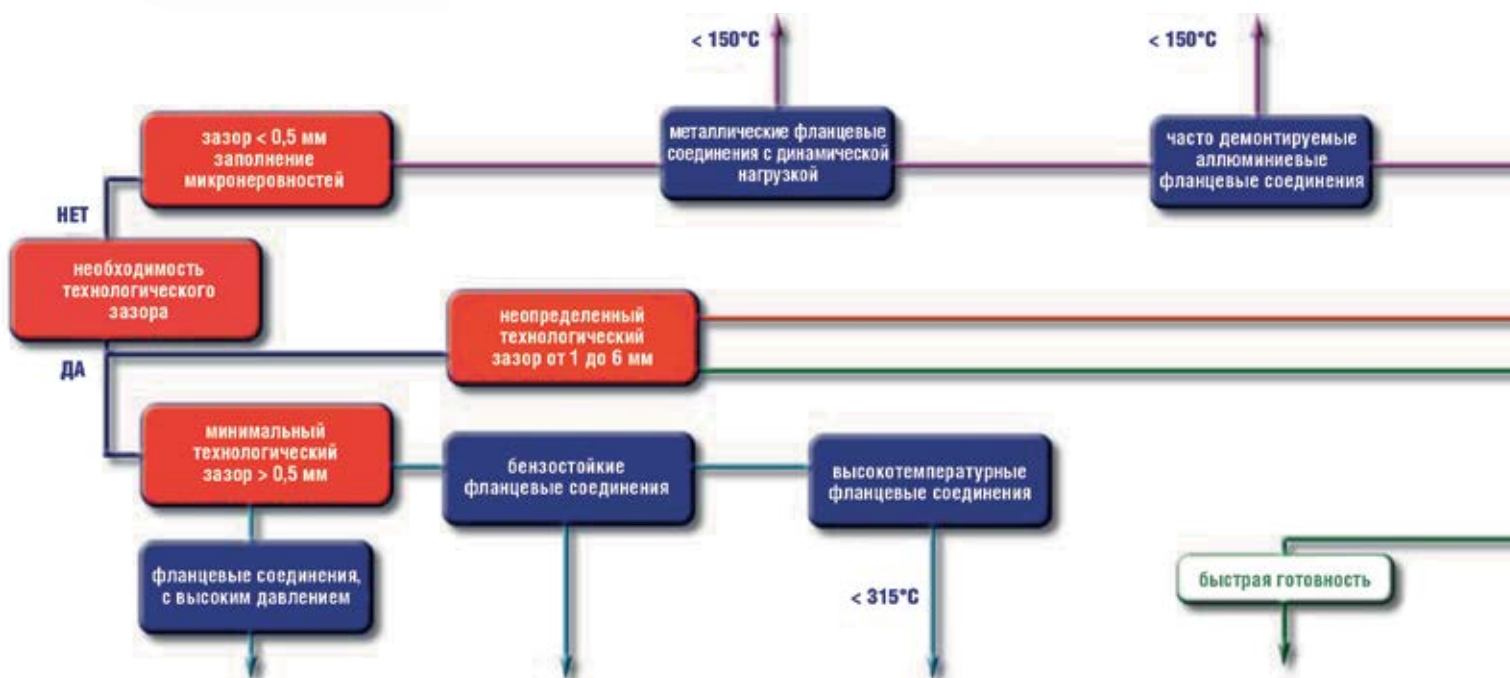 < 150°C
< 150°C
зазор < 0,5 мм
заполнение
микронеровностей
металлические фланцевые
соединения с динамической
нагрузкой
часто демонтируемые
аллюминиевые
фланцевые соединения
НЕТ
необходимость
технологического
зазора
неопределенный
технологический
зазор от 1 до 6 мм
ДА
минимальный
технологический
зазор > 0,5 мм
бензостойкие
фланцевые соединения
высокотемпературные
фланцевые соединения
фланцевые соединения,
с высоким давлением
< 315°C
быстрая готовность